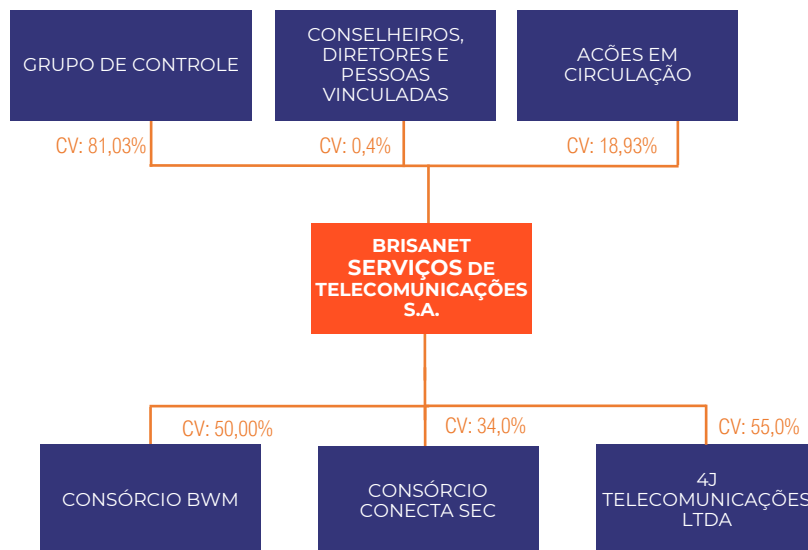 GRUPO DE CONTROLE
CONSELHEIROS,
DIRETORES E
PESSOAS
VINCULADAS
ACÕES EM
CIRCULAÇÃO
CV: 81,03%
CV: 0,4%
CV: 18,93%
BRISANET
SERVIÇOS DE
TELECOMUNICAÇÕES
S.A.
CV: 50,00%
CV: 34,0%
CV: 55,0%
CONSÓRCIO BWM
CONSÓRCIO
CONECTA SEC
4J
TELECOMUNICAÇÕES
LTDA